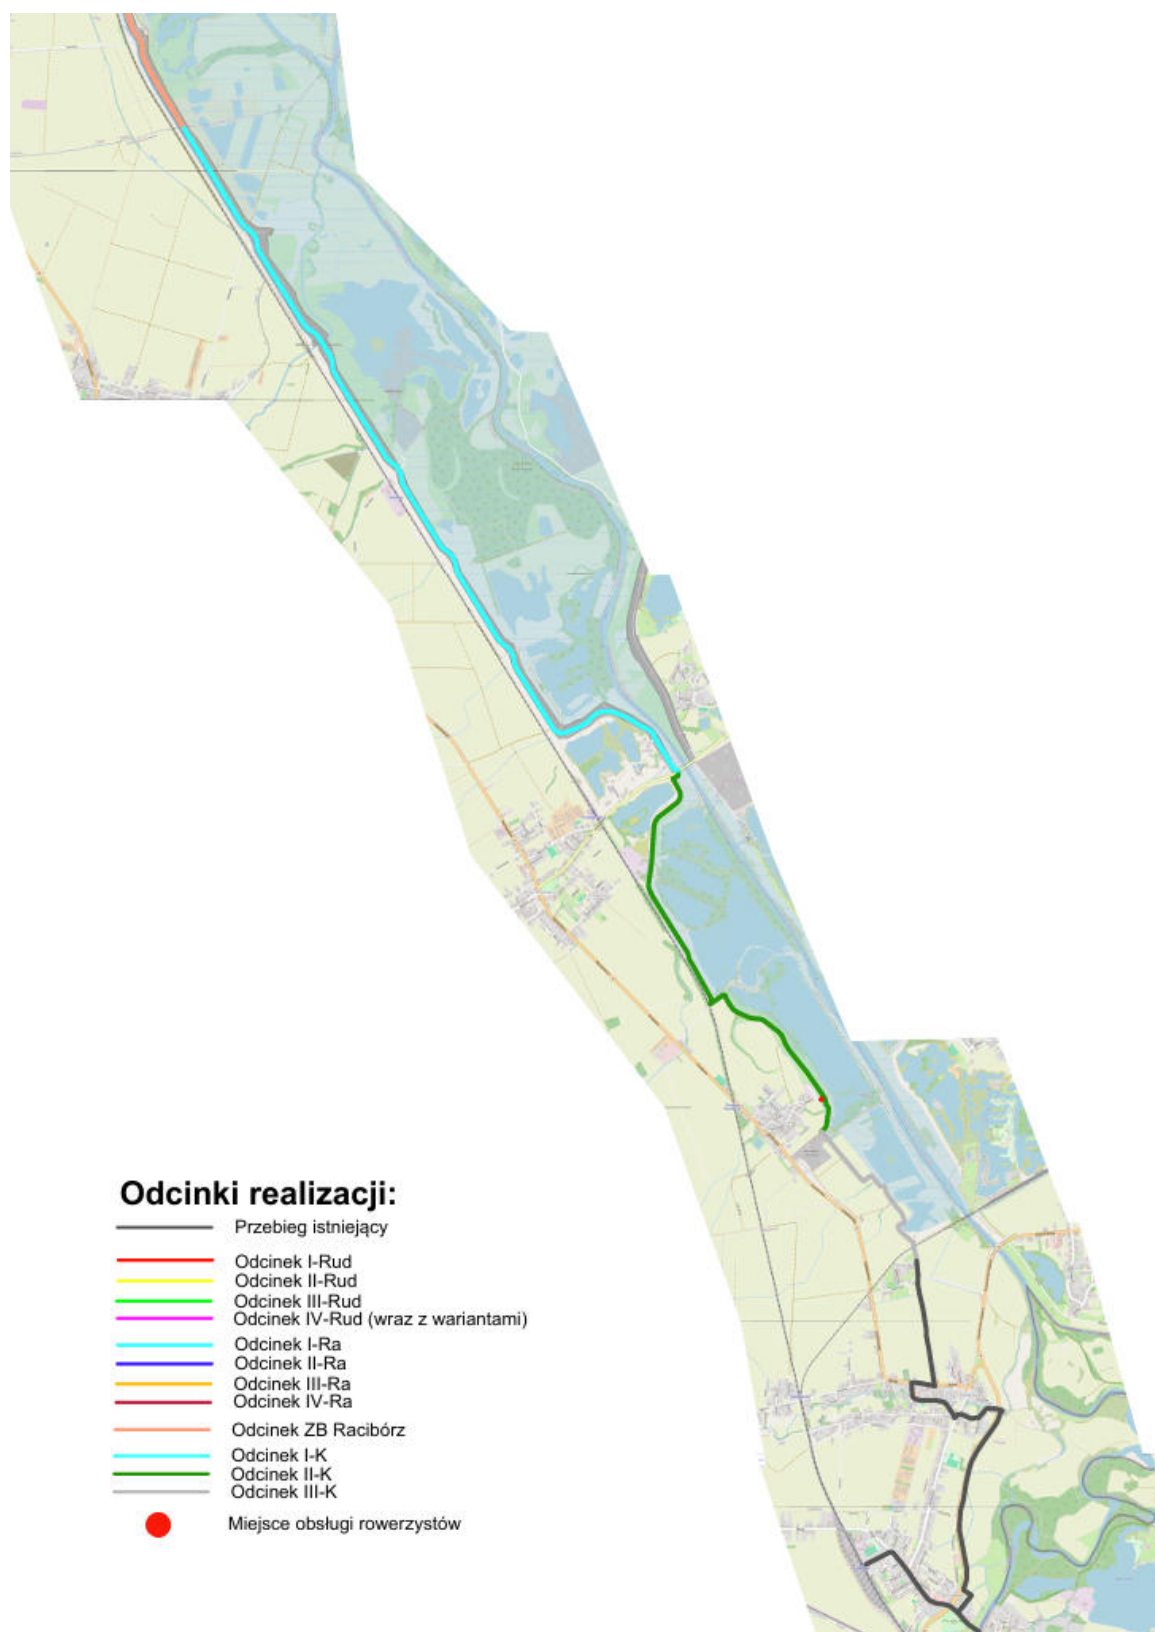 Odcinki realizacji:
Przebieg istniejący
Odcinek I-Rud
Odcinek II-Rud
Odcinek III-Rud
Odcinek IV-Rud (wraz z wariantami)
Odcinek I-Ra
Odcinek II-Ra
Odcinek III-Ra
Odcinek IV-Ra
Odcinek ZB Racibórz
Odcinek I-K
Odcinek II-K
Odcinek III-K
Miejsce obsługi rowerzystów